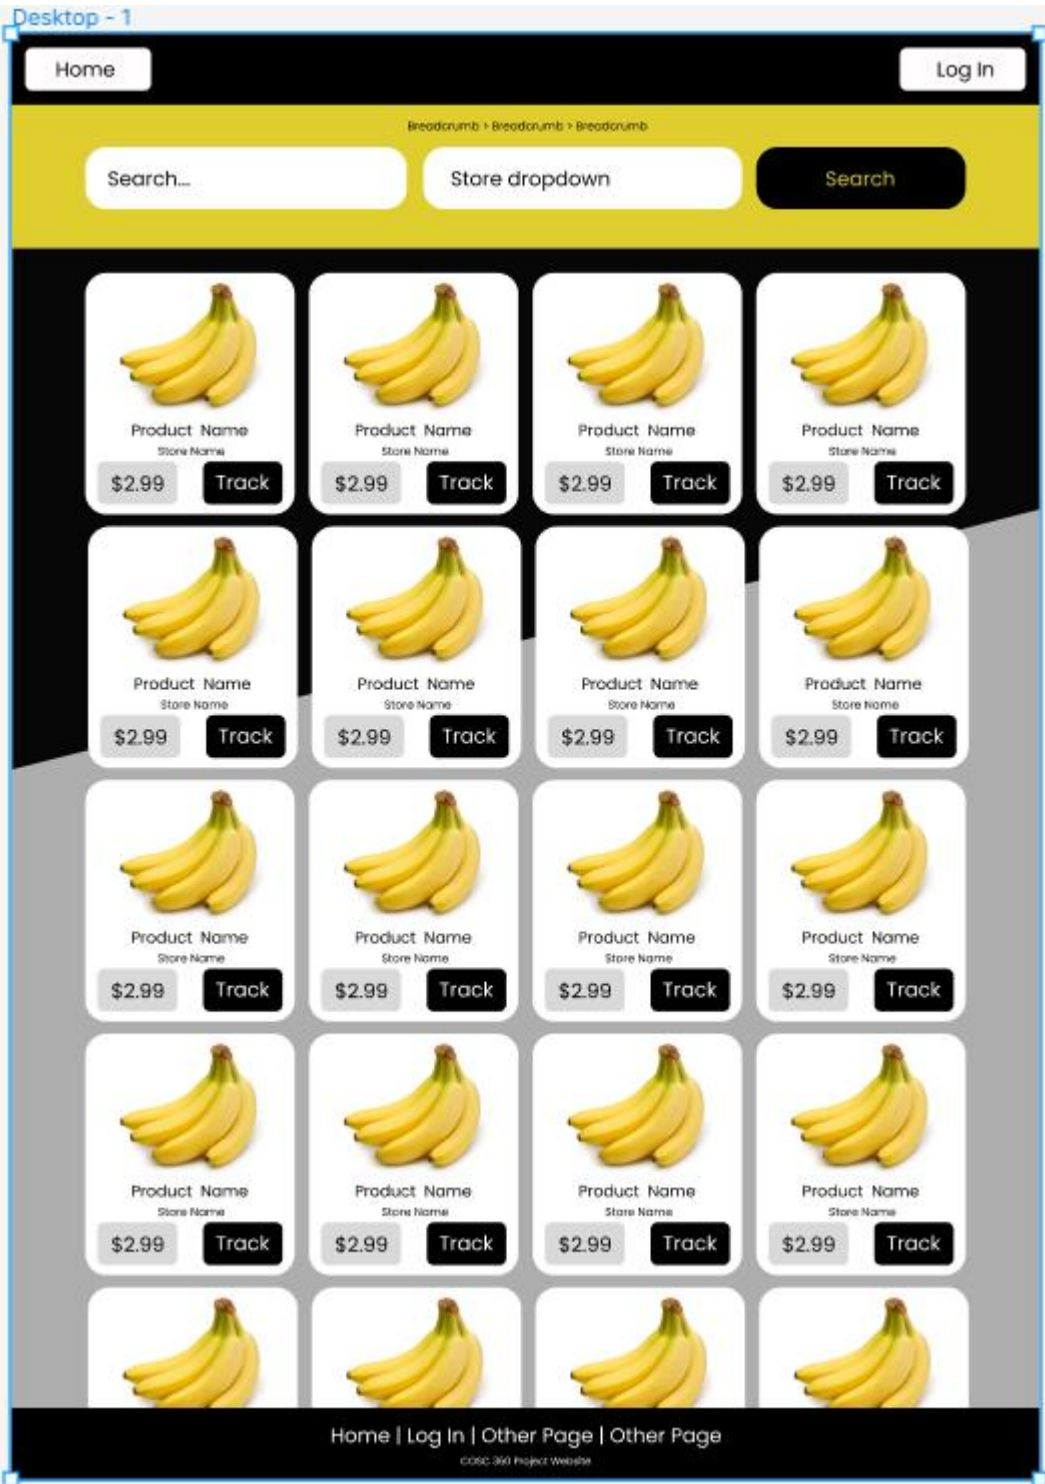 Desktop - 1
Home Log In
Breadcrumb > Breadcrumb > Breadcrumb
Search... Store dropdown Search
Product Name Product Name Product Name Product Name
Store Name Store Name Store Name Store Name
$2.99 Track $2.99 Track $2.99 Track $2.99 Track
Product Name Product Name Product Name Product Name
Store Name Store Name Store Name Store Name
$2.99 Track $2.99 Track $2.99 Track $2.99 Track
Product Name Product Name Product Name Product Name
Store Name Store Name Store Name Store Name
$2.99 Track $2.99 Track $2.99 Track $2.99 Track
Product Name Product Name Product Name Product Name
Store Name Store Name Store Name Store Name
$2.99 Track $2.99 Track $2.99 Track $2.99 Track
Home | Log In | Other Page | Other Page
COSC 360 Project Website